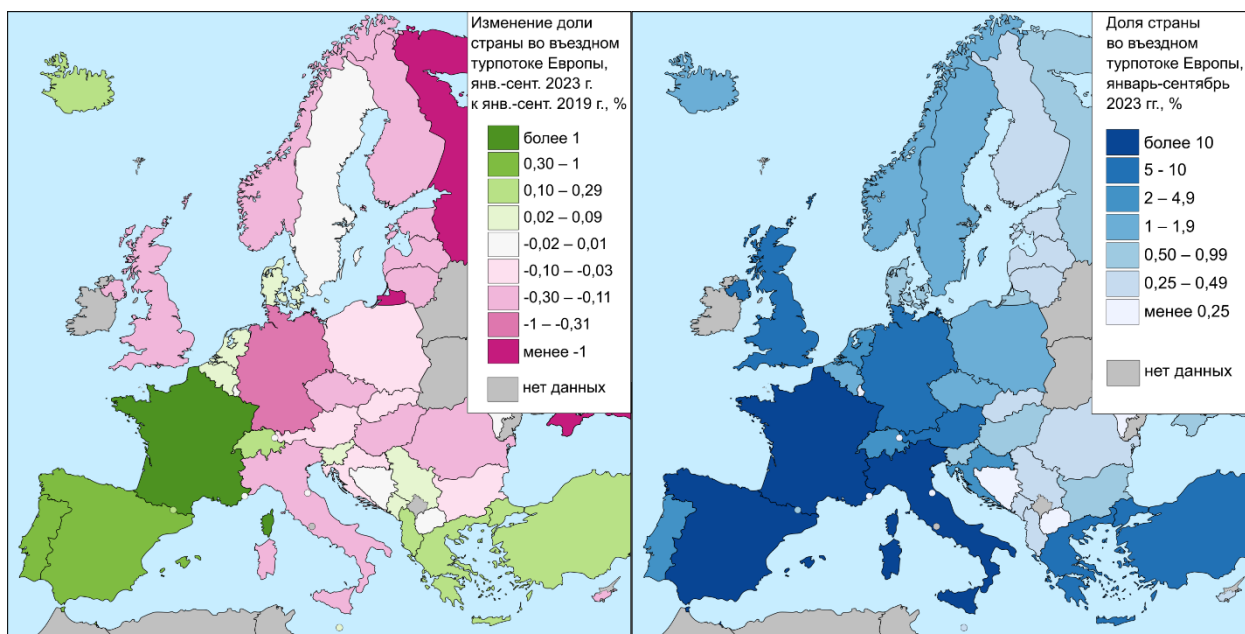 Изменение доли
страны во въездном
турпотоке Европы,
янв.-сент. 2023 г.
к янв.-сент. 2019 г., %
более 1
0,30 – 1
0,10 – 0,29
0,02 – 0,09
-0,02 – 0,01
-0,10 – -0,03
-0,30 – -0,11
-1 – -0,31
менее -1
нет данных
Доля страны
во въездном
турпотоке Европы,
январь-сентябрь
2023 гг., %
более 10
5 - 10
2 – 4,9
1 – 1,9
0,50 – 0,99
0,25 – 0,49
менее 0,25
нет данных